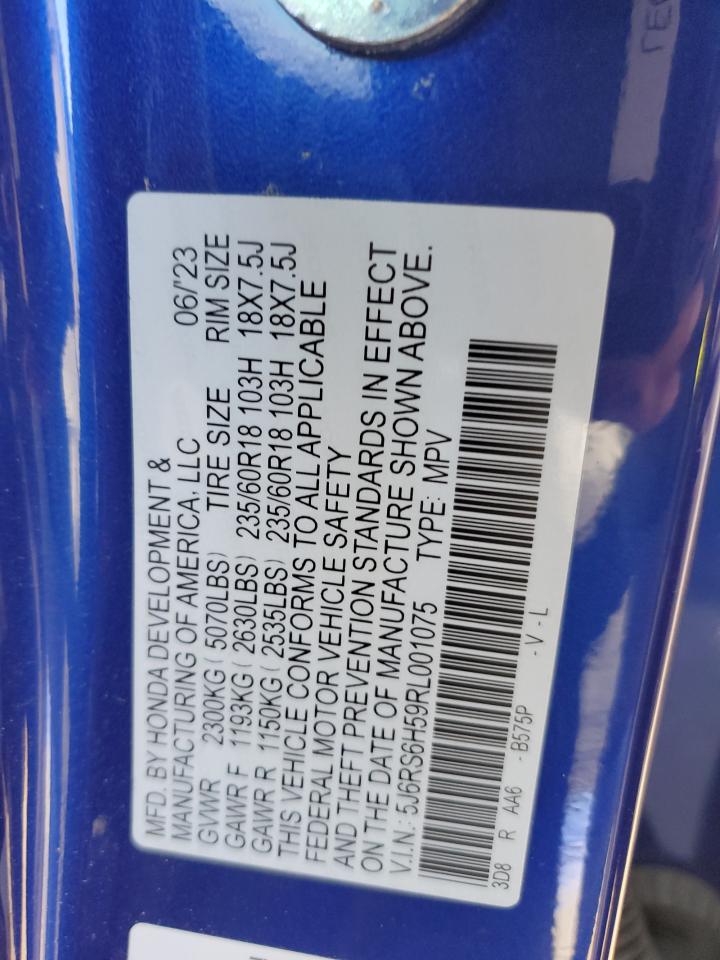 MFD. BY HONDA DEVELOPMENT &
MANUFACTURING OF AMERICA, LLC 06/'23
GVWR 2300KG ( 5070LBS) TIRE SIZE RIM SIZE
GAWR F 1193KG ( 2630LBS) 235/60R18 103H 18X7.5J
GAWR R 1150KG ( 2535LBS) 235/60R18 103H 18X7.5J
THIS VEHICLE CONFORMS TO ALL APPLICABLE
FEDERAL MOTOR VEHICLE SAFETY
AND THEFT PREVENTION STANDARDS IN EFFECT
ON THE DATE OF MANUFACTURE SHOWN ABOVE.
V.I.N.: 5J6RS6H59RL001075 TYPE: MPV
3D8 R AA6 -B575P - V - L